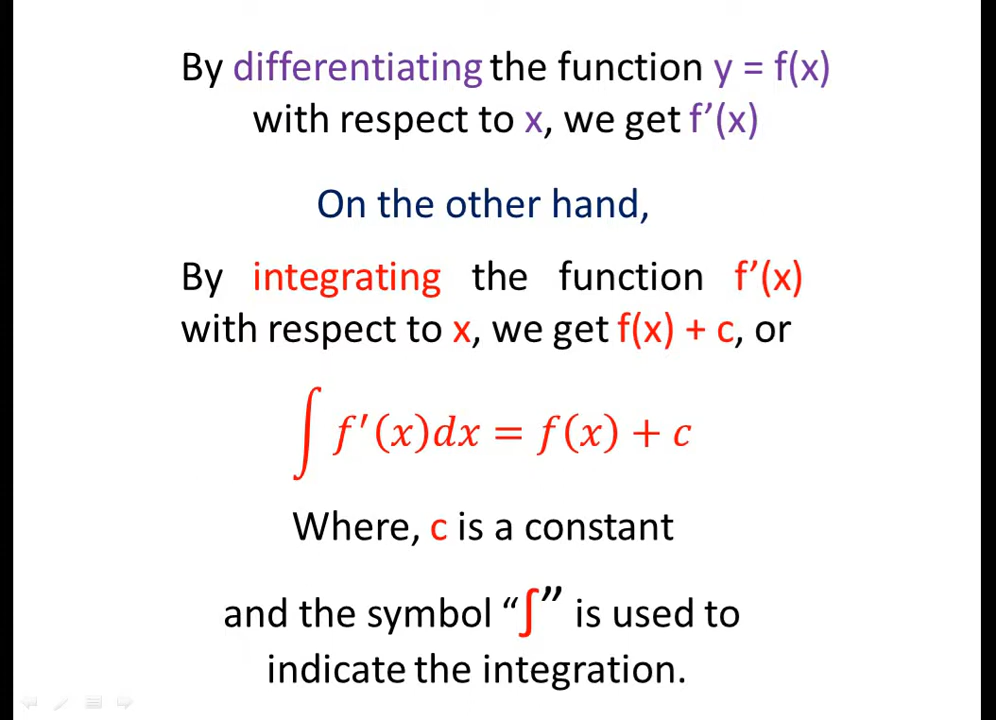 By differentiating the function y = f(x)
with respect to x, we get f’(x)
On the other hand,
By integrating the function f’(x)
with respect to x, we get f(x) + c, or
∫ f′(x)dx = f(x) + c
Where, c is a constant
and the symbol “∫” is used to
indicate the integration.